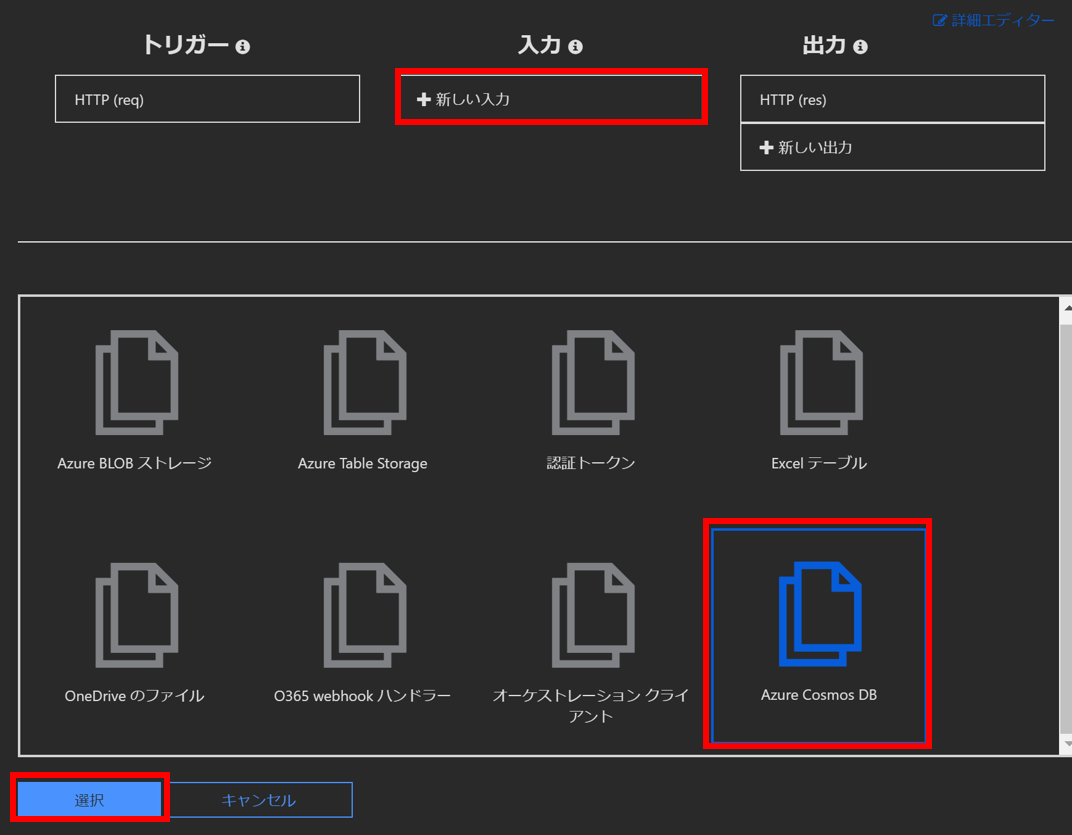 詳細エディター
トリガー
入力
出力
HTTP (req)
新しい入力
HTTP (res)
新しい出力
Azure BLOB ストレージ
Azure Table Storage
認証トークン
Excel テーブル
OneDrive のファイル
O365 webhook ハンドラー
オーケストレーション クライ
アント
Azure Cosmos DB
選択
キャンセル